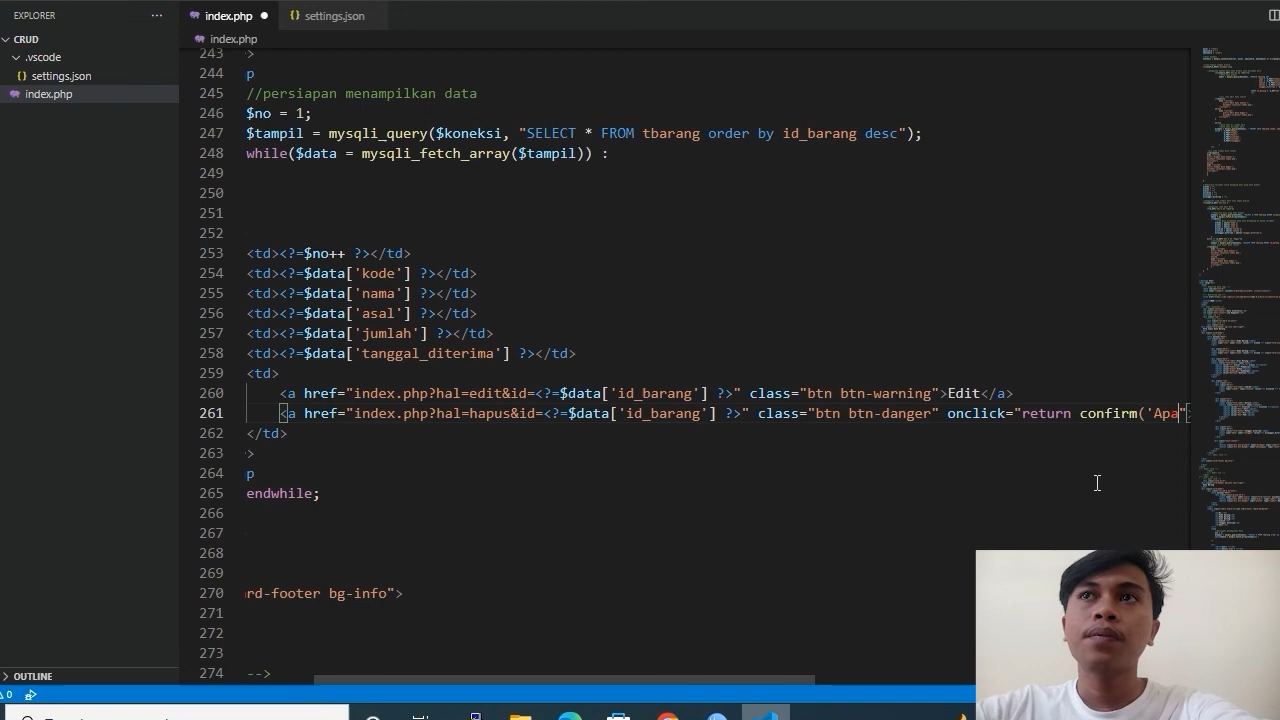 EXPLORER
···
index.php
settings.json
CRUD
.vscode
settings.json
index.php
index.php
243 >
244 p
245 //persiapan menampilkan data
246 $no = 1;
247 $tampil = mysqli_query($koneksi, "SELECT * FROM tbarang order by id_barang desc");
248 while($data = mysqli_fetch_array($tampil)) :
249
250
251
252
253 <td><?=$no++ ?></td>
254 <td><?=$data['kode'] ?></td>
255 <td><?=$data['nama'] ?></td>
256 <td><?=$data['asal'] ?></td>
257 <td><?=$data['jumlah'] ?></td>
258 <td><?=$data['tanggal_diterima'] ?></td>
259 <td>
260 <a href="index.php?hal=edit&id=<?=$data['id_barang'] ?>" class="btn btn-warning">Edit</a>
261 <a href="index.php?hal=hapus&id=<?=$data['id_barang'] ?>" class="btn btn-danger" onclick="return confirm('Apa"
262 </td>
263 >
264 p
265 endwhile;
266
267
268
269
270 rd-footer bg-info">
271
272
273
274 -->
OUTLINE
0